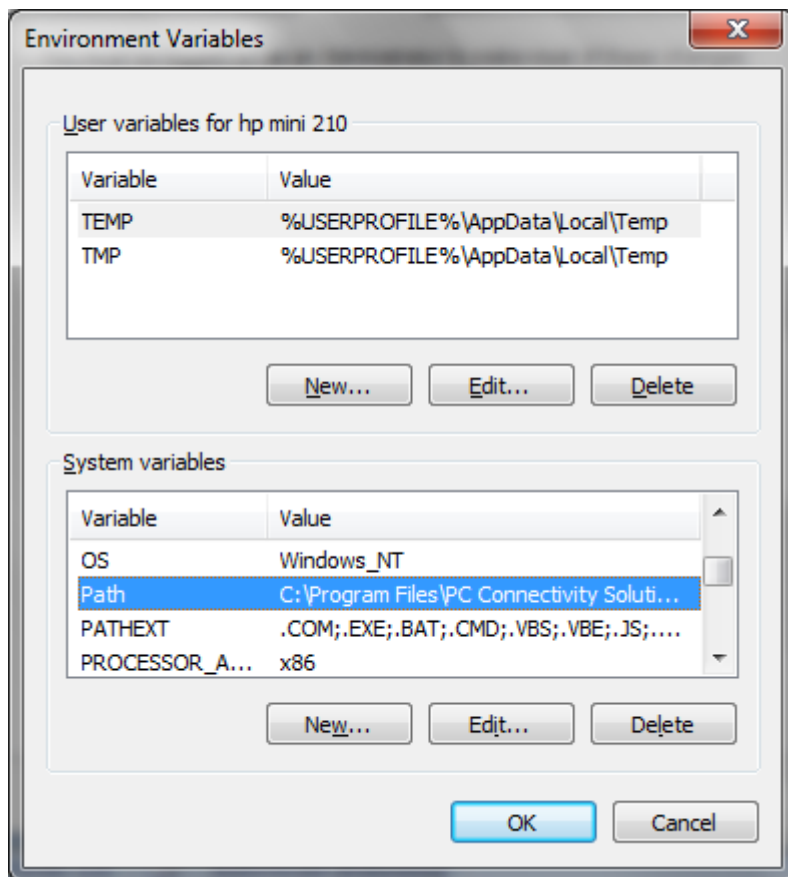 Environment Variables
User variables for hp mini 210
Variable Value
TEMP %USERPROFILE%\AppData\Local\Temp
TMP %USERPROFILE%\AppData\Local\Temp
New... Edit... Delete
System variables
Variable Value
OS Windows_NT
Path C:\Program Files\PC Connectivity Soluti...
PATHEXT .COM;.EXE;.BAT;.CMD;.VBS;.VBE;.JS;....
PROCESSOR_A... x86
New... Edit... Delete
OK Cancel